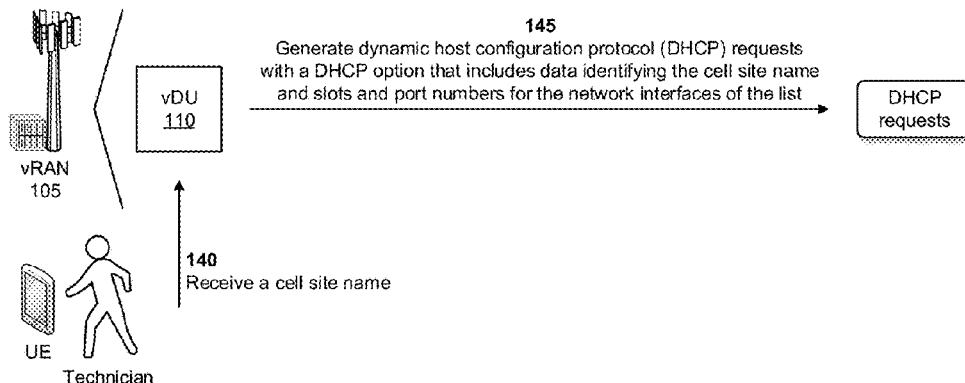 145
Generate dynamic host configuration protocol (DHCP) requests
with a DHCP option that includes data identifying the cell site name
and slots and port numbers for the network interfaces of the list
vDU
110
DHCP
requests
vRAN
105
140
Receive a cell site name
UE
Technician